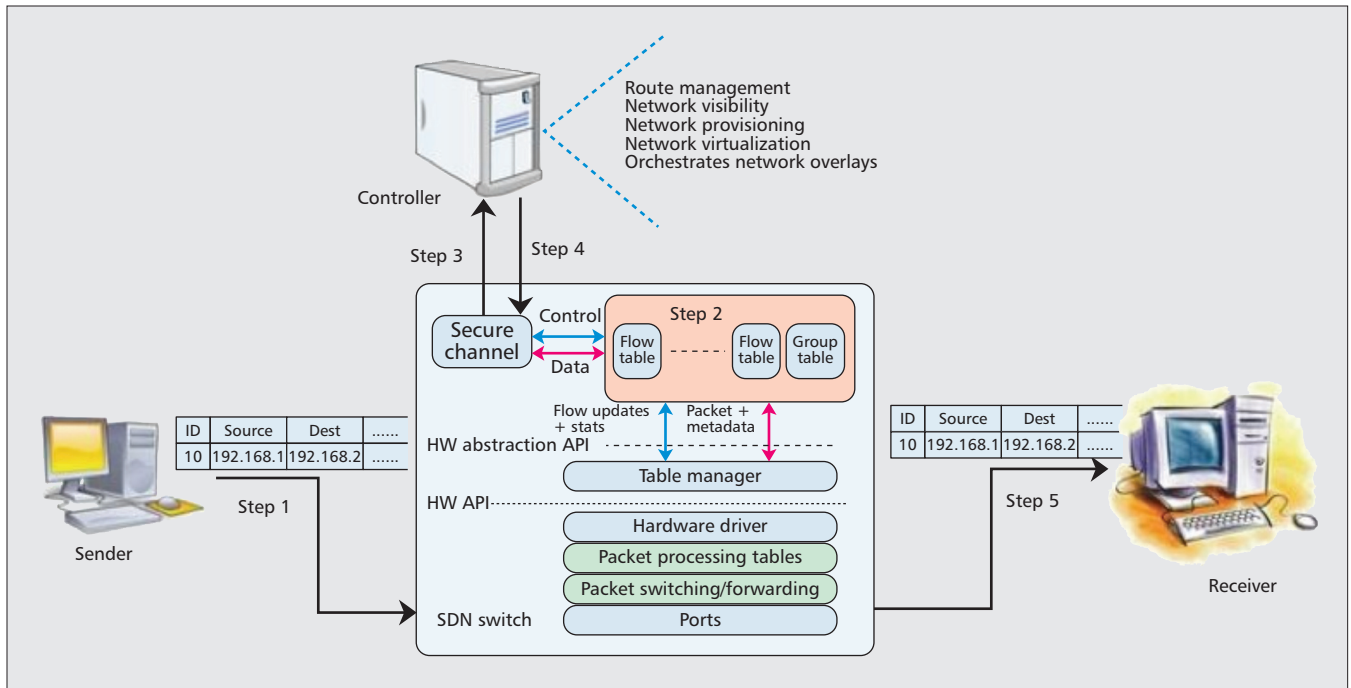 Route management
Network visibility
Network provisioning
Network virtualization
Orchestrates network overlays
Controller
Step 3
Step 4
Secure
channel
Control
Data
Step 2
Flow
table
Flow
table
Group
table
Flow updates
+ stats
Packet +
metadata
HW abstraction API
Table manager
HW API
Hardware driver
Packet processing tables
Packet switching/forwarding
Ports
SDN switch
ID Source Dest ......
10 192.168.1 192.168.2 ......
Step 1
Sender
ID Source Dest ......
10 192.168.1 192.168.2 ......
Step 5
Receiver